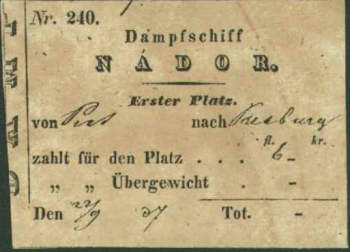 Nr. 240.
Dampfschiff
NÁDOR.
Erster Platz.
von Pest nach Presburg
fl. kr.
zahlt für den Platz . . . 6 -
„ „ Übergewicht . - -
Den 22/9 37 Tot. - -